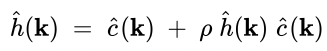 ĥ(𝐤) = ĉ(𝐤) + ρ ĥ(𝐤) ĉ(𝐤)